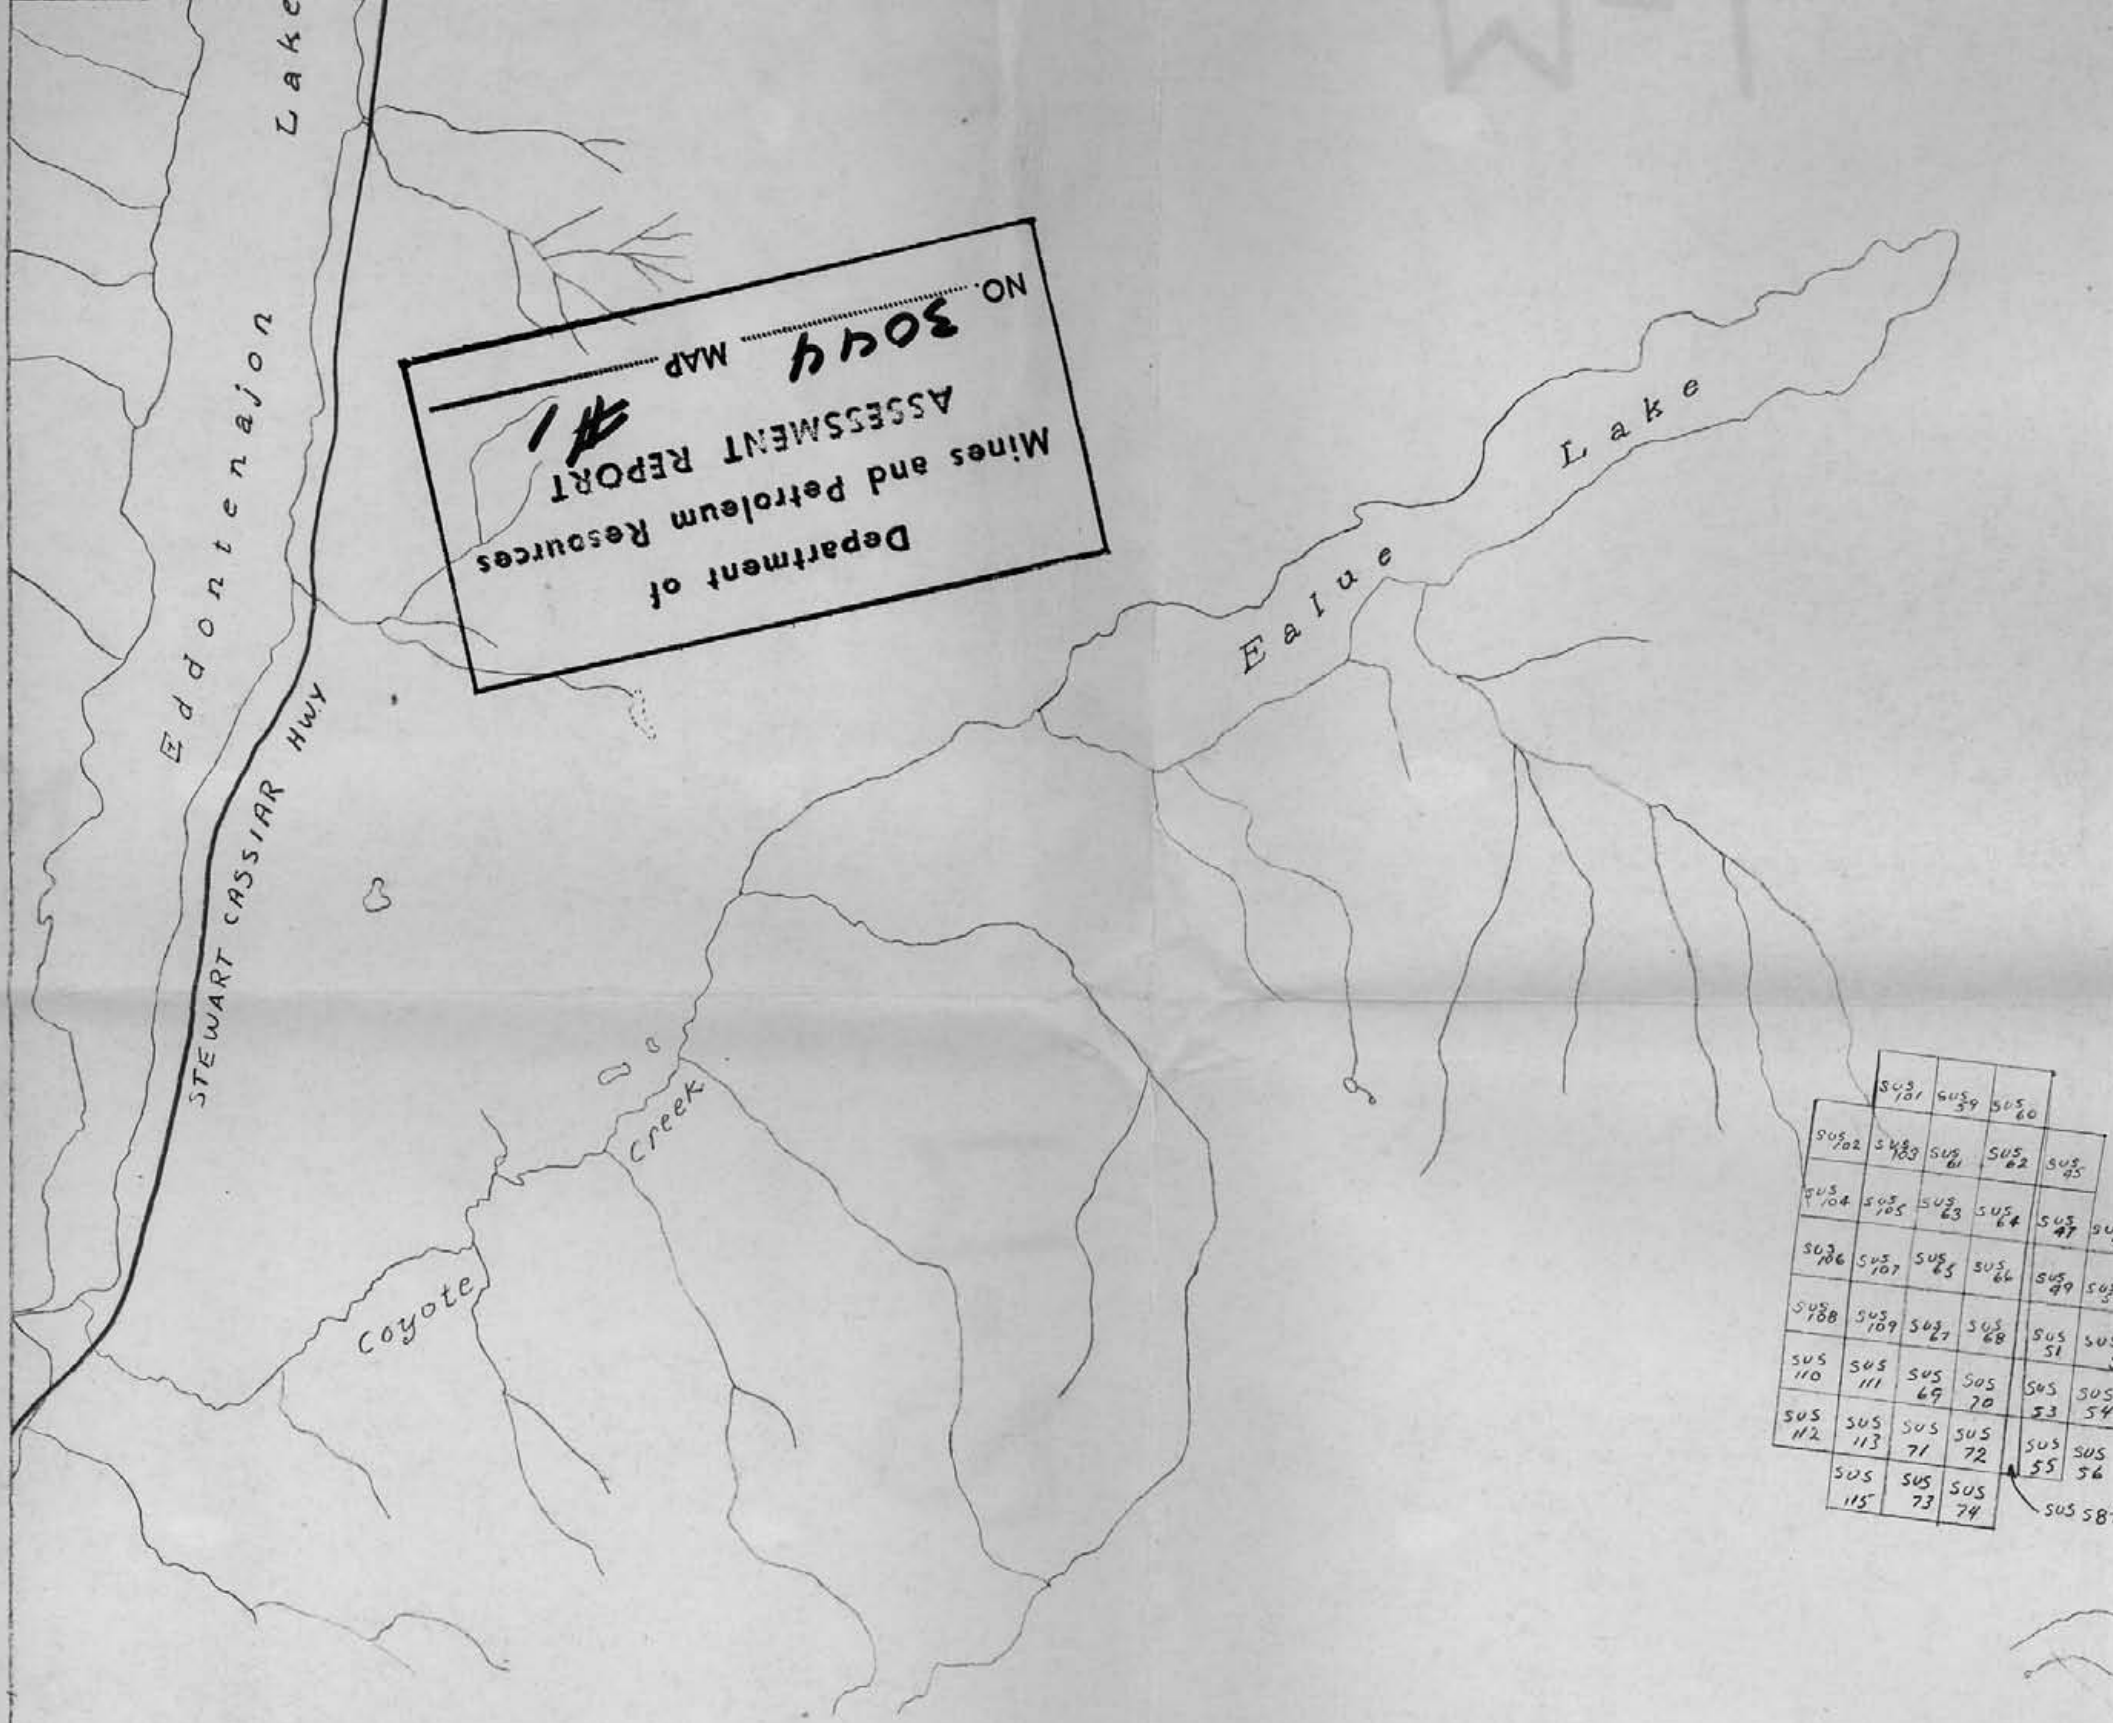 Eddontenajon Lake
STEWART CASSIAR HWY
Department of
Mines and Petroleum Resources
ASSESSMENT REPORT
NO. 3044 MAP #1
Ealue Lake
Coyote Creek
SUS 101 SUS 59 SUS 60
SUS 102 SUS 103 SUS 61 SUS 62 SUS 45
SUS 104 SUS 105 SUS 63 SUS 64 SUS 47
SUS 106 SUS 107 SUS 65 SUS 66 SUS 49
SUS 108 SUS 109 SUS 67 SUS 68 SUS 51
SUS 110 SUS 111 SUS 69 SUS 70 SUS 53 SUS 54
SUS 112 SUS 113 SUS 71 SUS 72 SUS 55 SUS 56
SUS 115 SUS 73 SUS 74
SUS 58